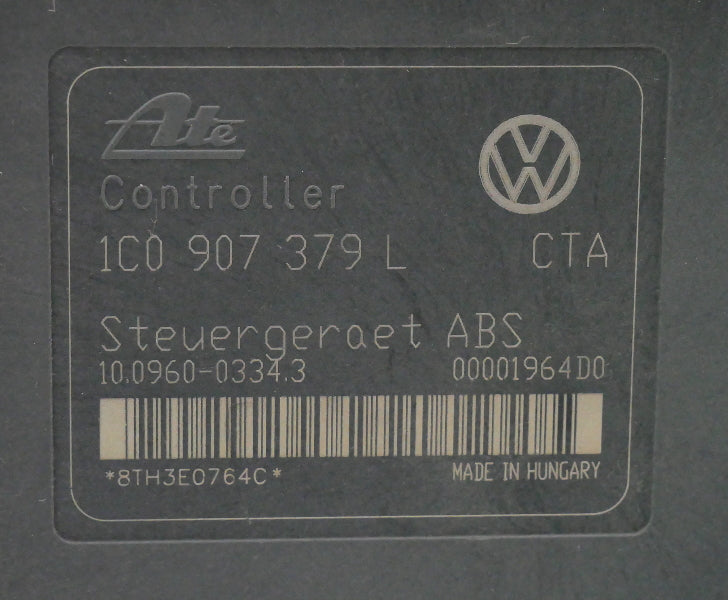 Ate
Controller
1C0 907 379 L CTA
Steuergeraet ABS
10.0960-0334.3 00001964D0
*8TH3E0764C* MADE IN HUNGARY